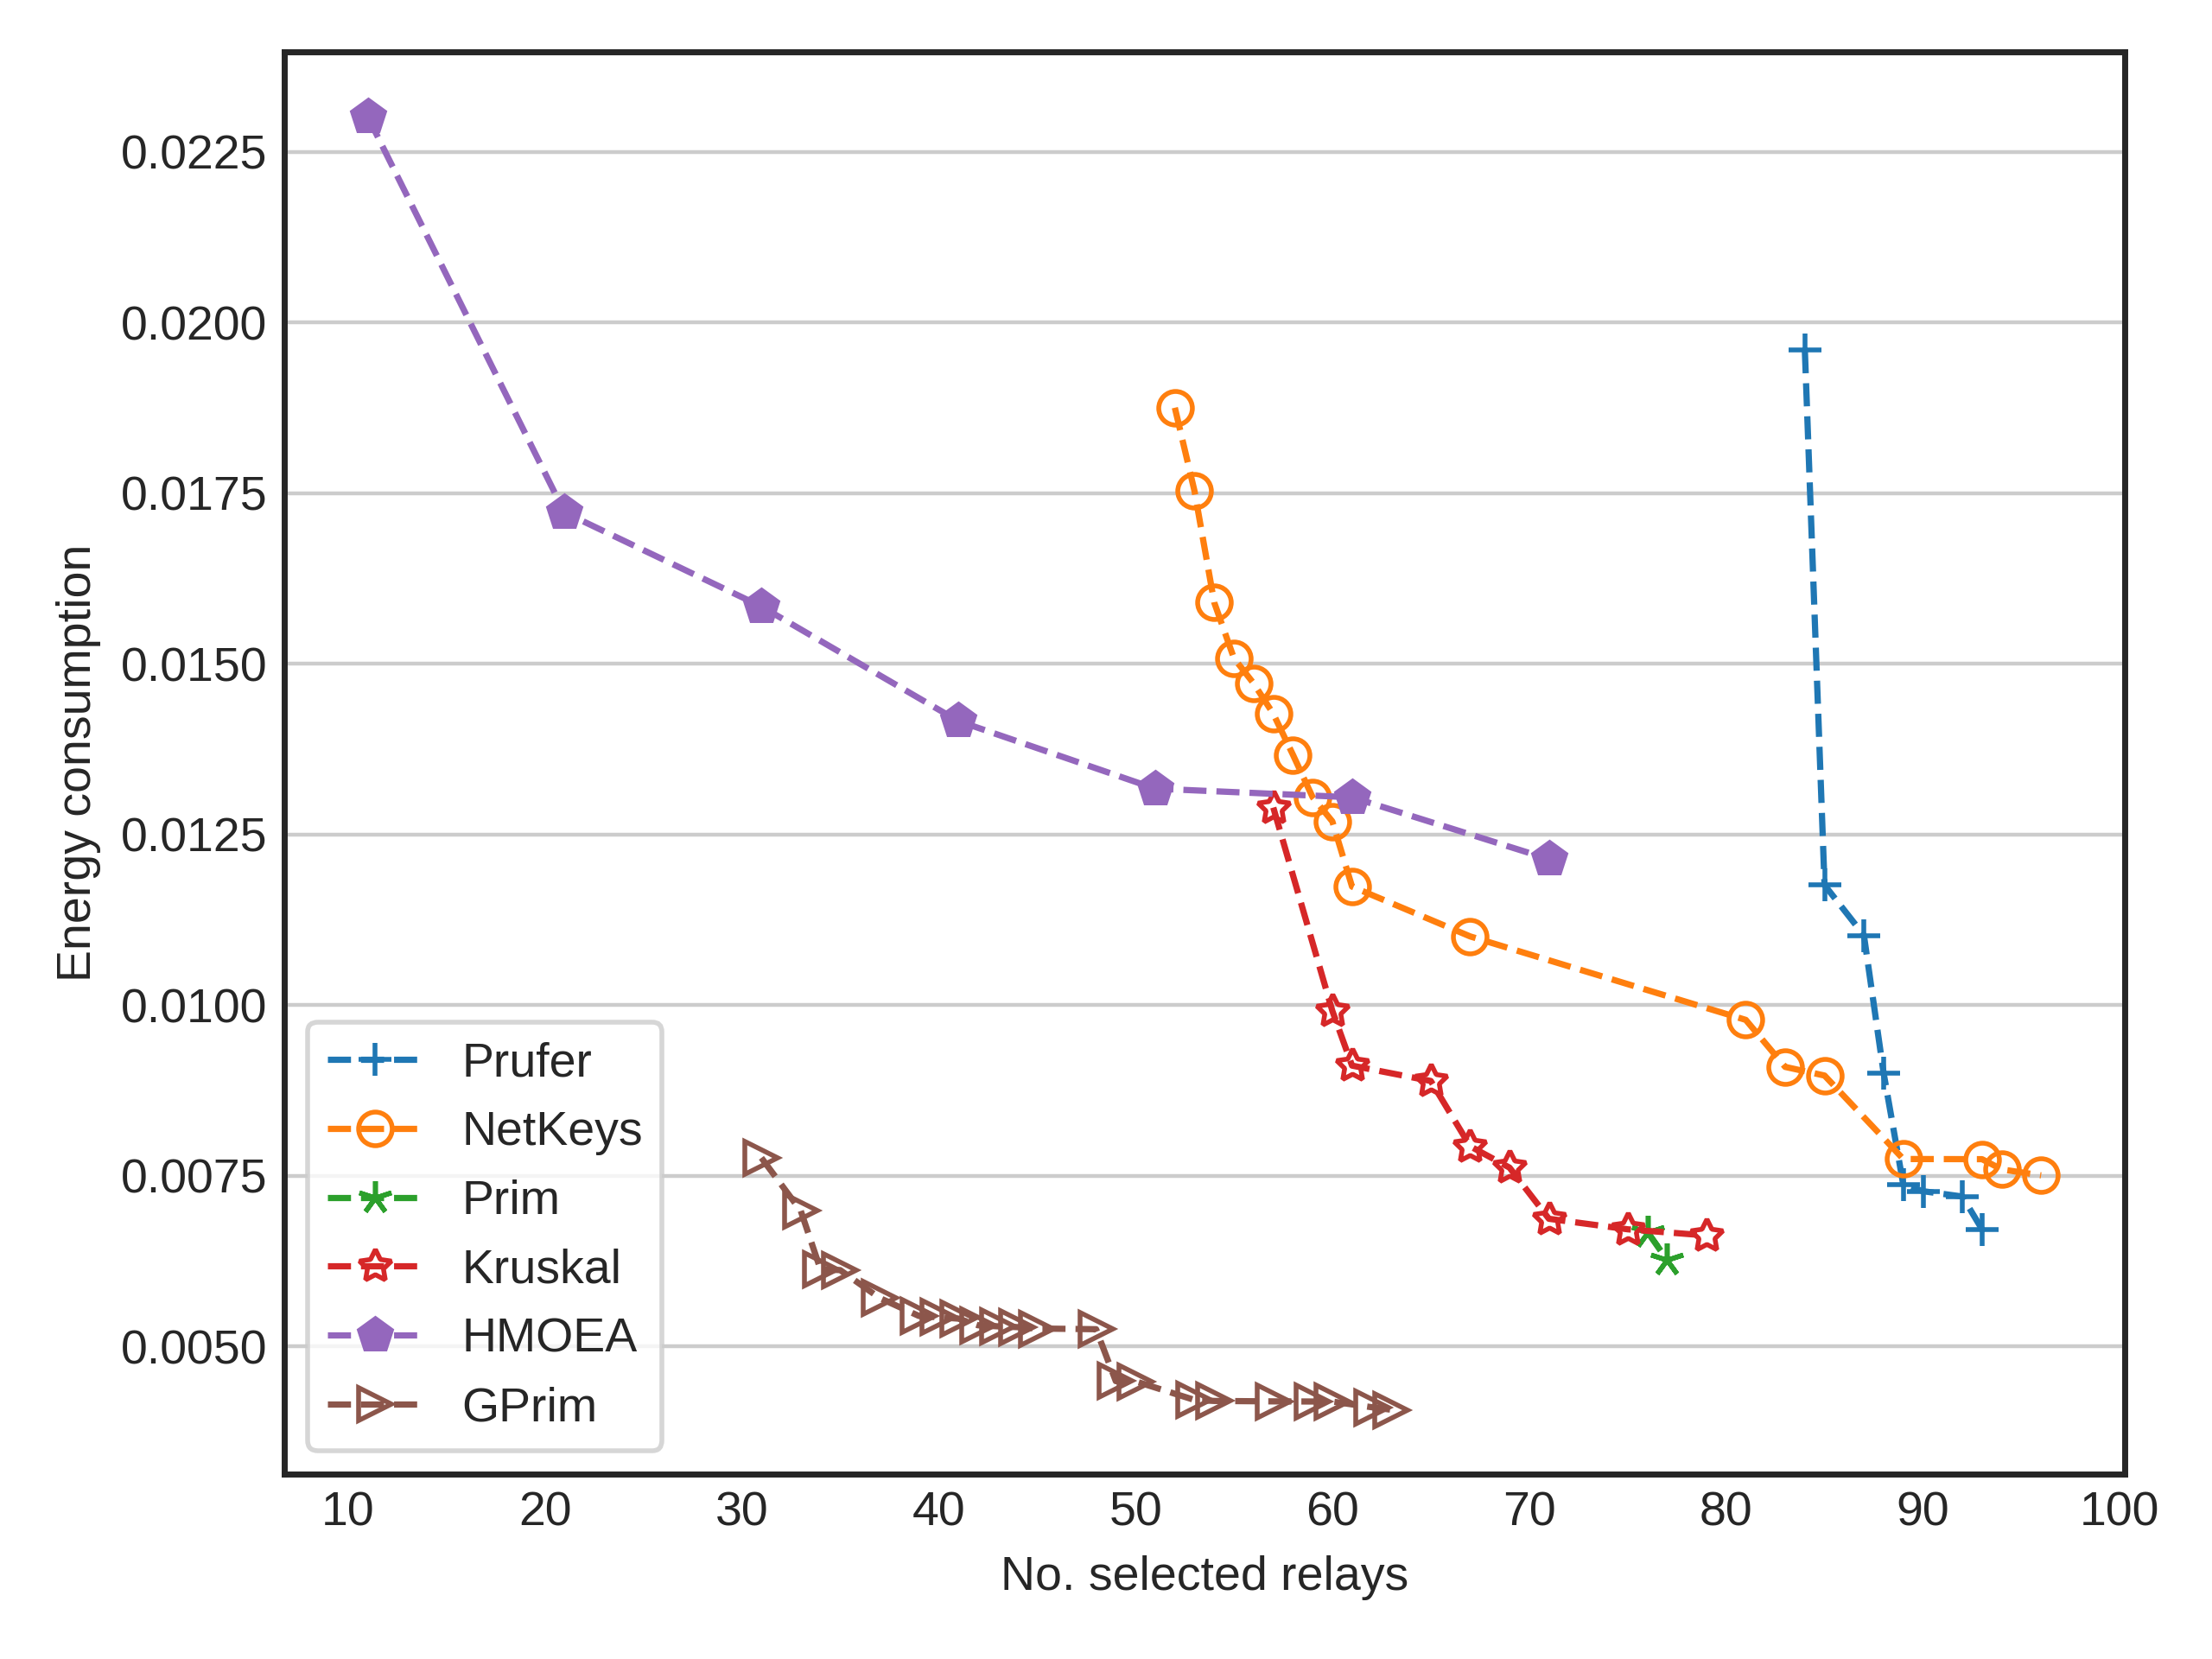 0.0225
0.0200
0.0175
0.0150
0.0125
0.0100
0.0075
0.0050
Energy consumption
Prufer
NetKeys
Prim
Kruskal
HMOEA
GPrim
10 20 30 40 50 60 70 80 90 100
No. selected relays